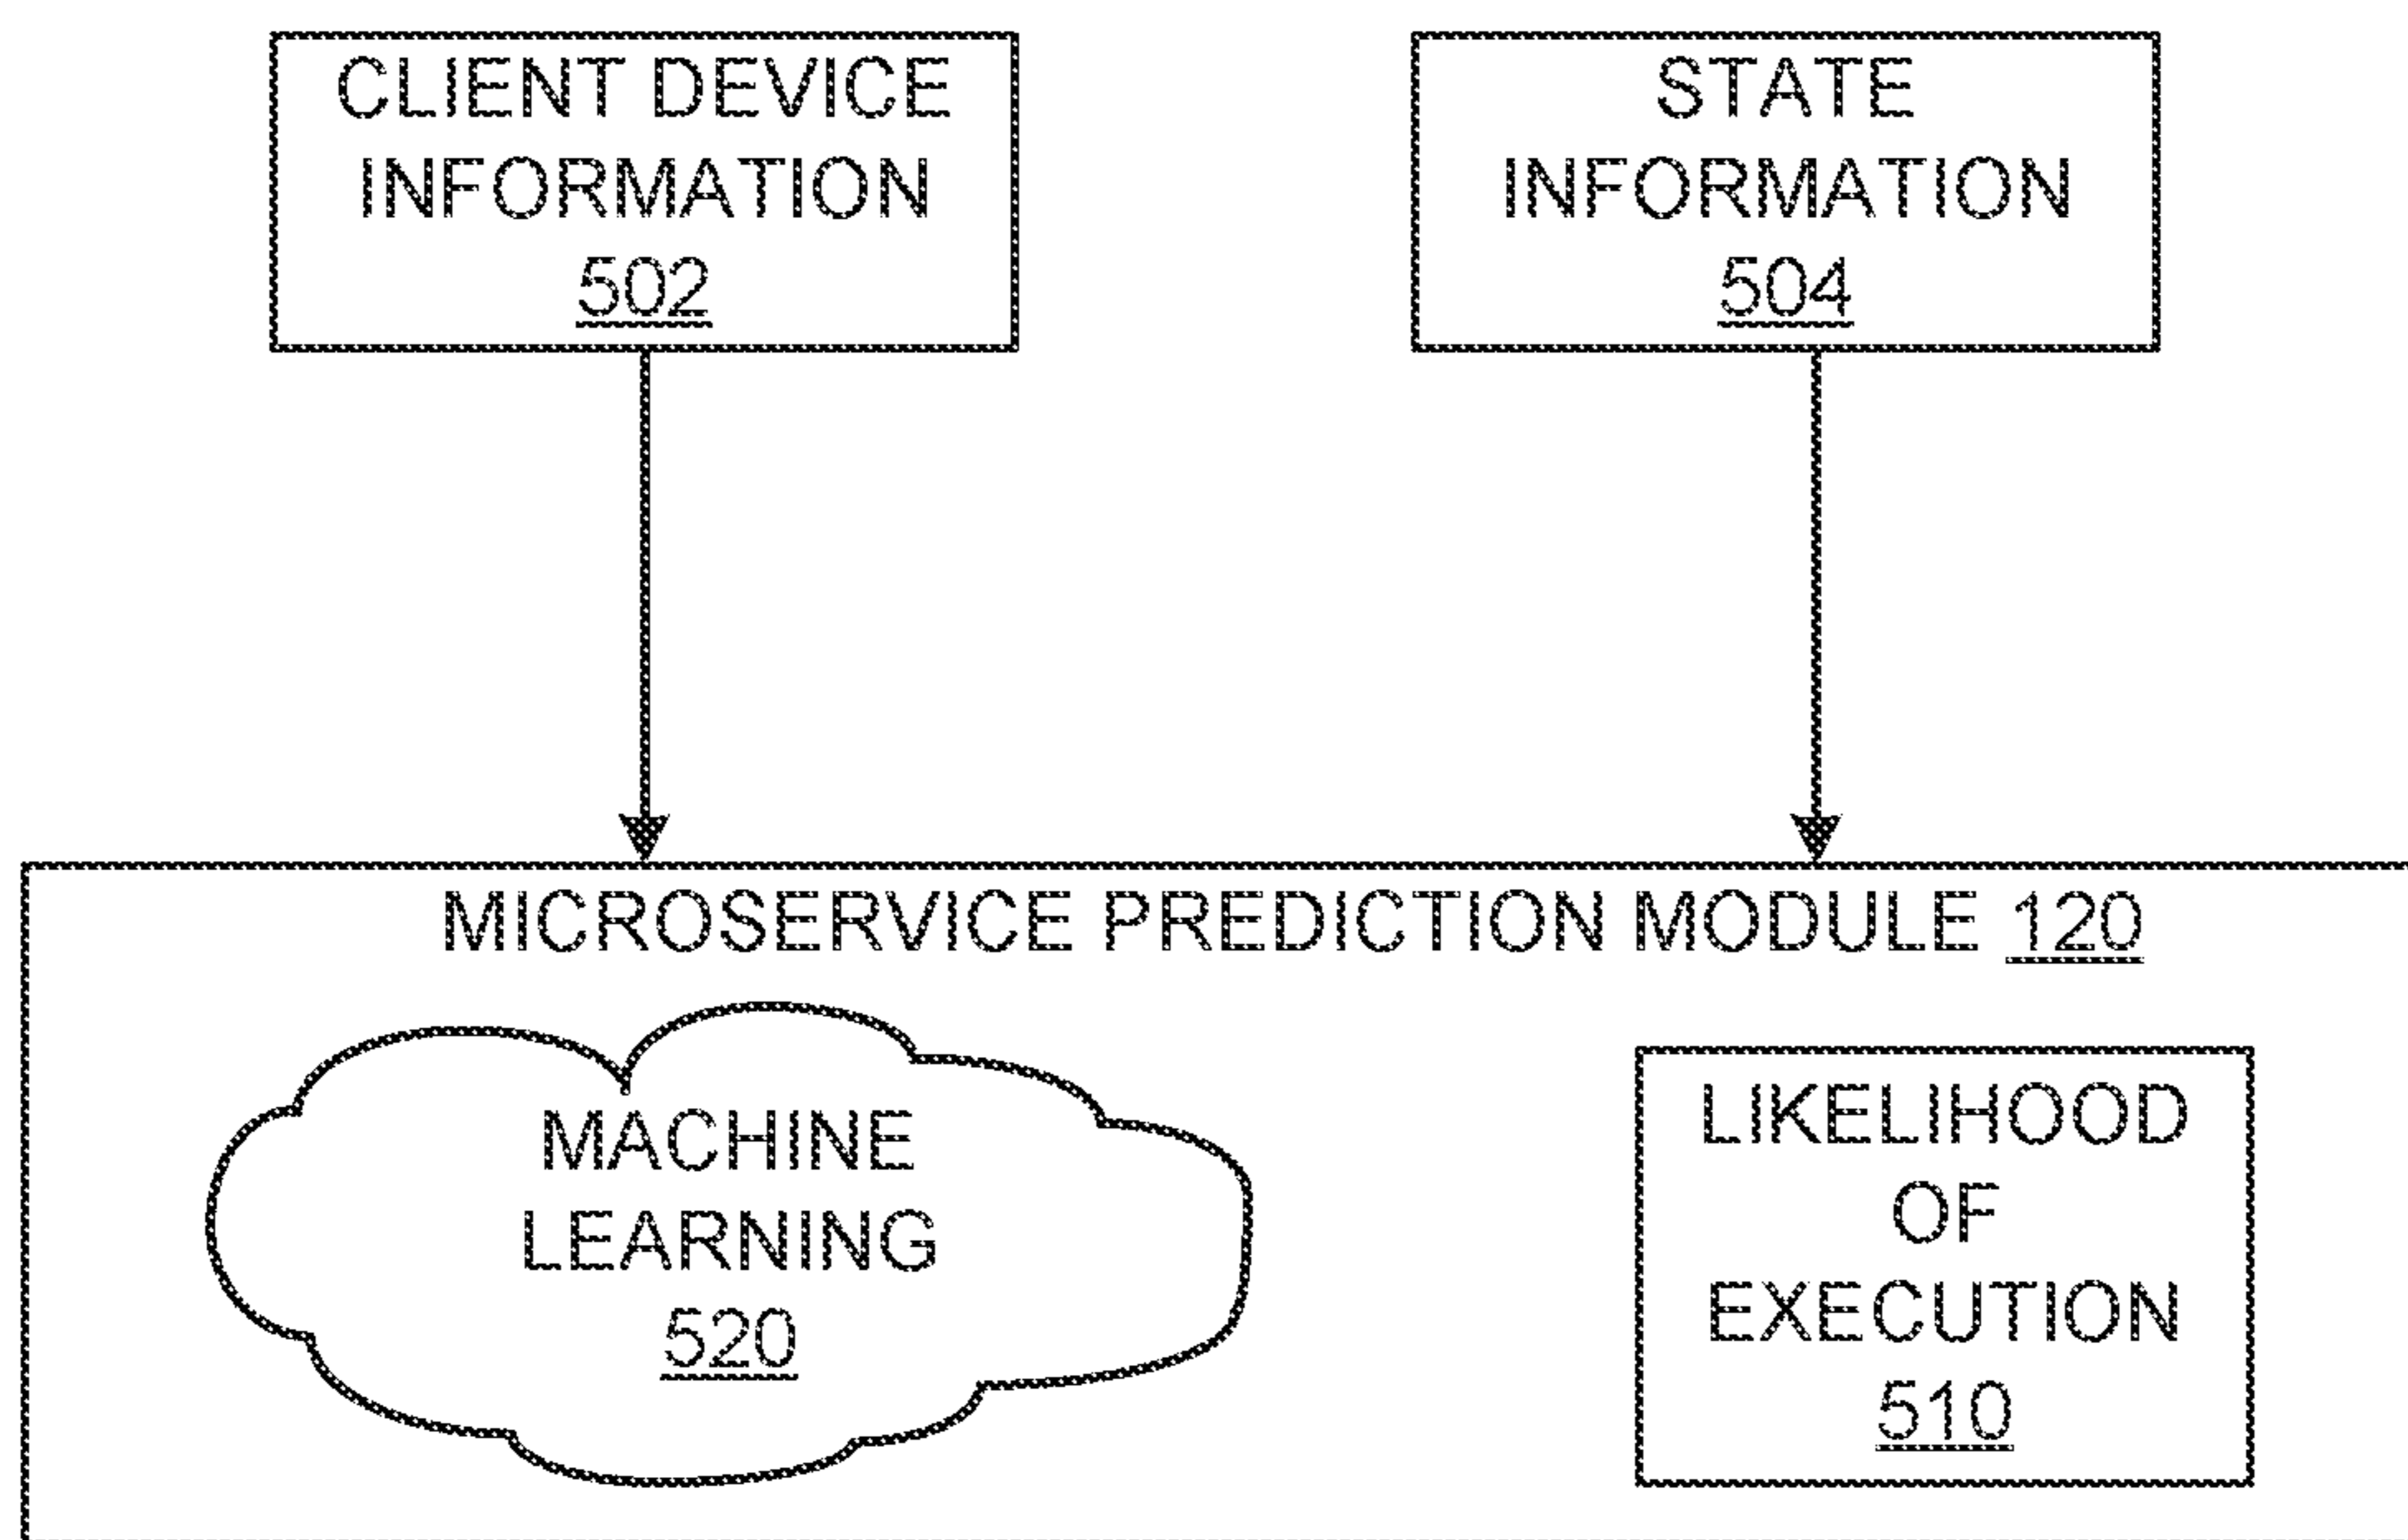 CLIENT DEVICE
INFORMATION
502
STATE
INFORMATION
504
MICROSERVICE PREDICTION MODULE 120
MACHINE
LEARNING
520
LIKELIHOOD
OF
EXECUTION
510